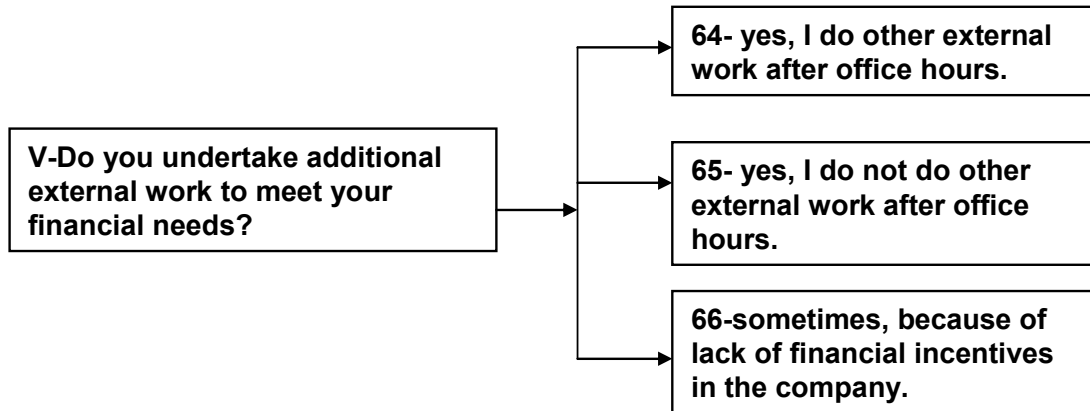 64- yes, I do other external
work after office hours.
V-Do you undertake additional
external work to meet your
financial needs?
65- yes, I do not do other
external work after office
hours.
66-sometimes, because of
lack of financial incentives
in the company.